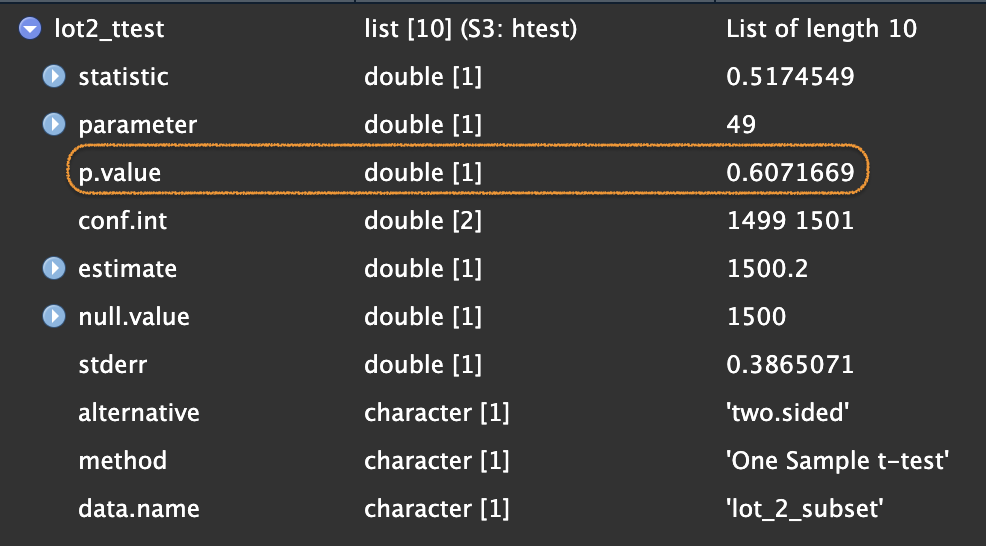 lot2_ttest list [10] (S3: htest) List of length 10
statistic double [1] 0.5174549
parameter double [1] 49
p.value double [1] 0.6071669
conf.int double [2] 1499 1501
estimate double [1] 1500.2
null.value double [1] 1500
stderr double [1] 0.3865071
alternative character [1] 'two.sided'
method character [1] 'One Sample t-test'
data.name character [1] 'lot_2_subset'